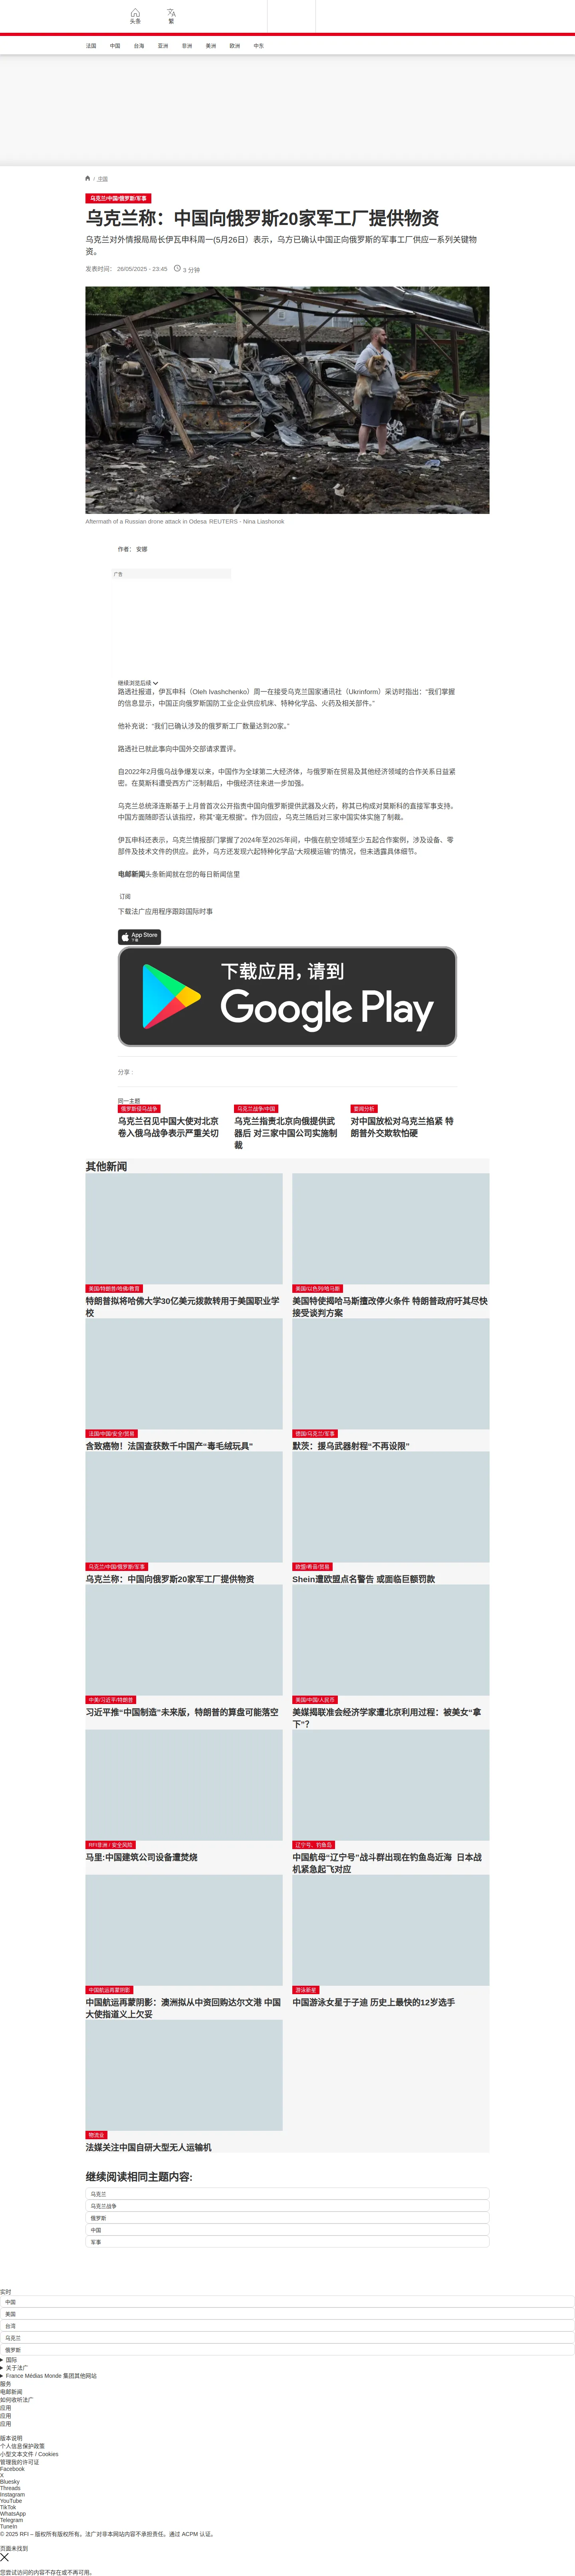 头条
繁
法国
中国
台海
亚洲
非洲
美洲
欧洲
中东
/ 中国
乌克兰/中国/俄罗斯/军事
乌克兰称：中国向俄罗斯20家军工厂提供物资
乌克兰对外情报局局长伊瓦申科周一(5月26日）表示，乌方已确认中国正向俄罗斯的军事工厂供应一系列关键物
资。
发表时间： 26/05/2025 - 23:45
3 分钟
Aftermath of a Russian drone attack in Odesa REUTERS - Nina Liashonok
作者： 安娜
广告
继续浏览后续
路透社报道，伊瓦申科（Oleh Ivashchenko）周一在接受乌克兰国家通讯社（Ukrinform）采访时指出：“我们掌握
的信息显示，中国正向俄罗斯国防工业企业供应机床、特种化学品、火药及相关部件。”
他补充说：“我们已确认涉及的俄罗斯工厂数量达到20家。”
路透社已就此事向中国外交部请求置评。
自2022年2月俄乌战争爆发以来，中国作为全球第二大经济体，与俄罗斯在贸易及其他经济领域的合作关系日益紧
密。在莫斯科遭受西方广泛制裁后，中俄经济往来进一步加强。
乌克兰总统泽连斯基于上月曾首次公开指责中国向俄罗斯提供武器及火药，称其已构成对莫斯科的直接军事支持。
中国方面随即否认该指控，称其“毫无根据”。作为回应，乌克兰随后对三家中国实体实施了制裁。
伊瓦申科还表示，乌克兰情报部门掌握了2024年至2025年间，中俄在航空领域至少五起合作案例，涉及设备、零
部件及技术文件的供应。此外，乌方还发现六起特种化学品“大规模运输”的情况，但未透露具体细节。
电邮新闻头条新闻就在您的每日新闻信里
订阅
下载法广应用程序跟踪国际时事
App Store
下载
下载应用，请到
Google Play
分享 :
同一主题
俄罗斯侵乌战争
乌克兰召见中国大使对北京
卷入俄乌战争表示严重关切
乌克兰战争/中国
乌克兰指责北京向俄提供武
器后 对三家中国公司实施制
裁
要闻分析
对中国放松对乌克兰掐紧 特
朗普外交欺软怕硬
其他新闻
美国/特朗普/哈佛/教育
特朗普拟将哈佛大学30亿美元拨款转用于美国职业学
校
美国/以色列/哈马斯
美国特使揭哈马斯擅改停火条件 特朗普政府吁其尽快
接受谈判方案
法国/中国/安全/贸易
含致癌物！法国查获数千中国产“毒毛绒玩具”
德国/乌克兰/军事
默茨：援乌武器射程“不再设限”
乌克兰/中国/俄罗斯/军事
乌克兰称：中国向俄罗斯20家军工厂提供物资
欧盟/希音/贸易
Shein遭欧盟点名警告 或面临巨额罚款
中美/习近平/特朗普
习近平推“中国制造”未来版，特朗普的算盘可能落空
美国/中国/人民币
美媒揭联准会经济学家遭北京利用过程：被美女“拿
下”？
RFI非洲 / 安全风险
马里:中国建筑公司设备遭焚烧
辽宁号、钓鱼岛
中国航母“辽宁号”战斗群出现在钓鱼岛近海  日本战
机紧急起飞对应
中国航运再蒙阴影
中国航运再蒙阴影：澳洲拟从中资回购达尔文港 中国
大使指道义上欠妥
游泳新星
中国游泳女星于子迪 历史上最快的12岁选手
物流业
法媒关注中国自研大型无人运输机
继续阅读相同主题内容:
乌克兰
乌克兰战争
俄罗斯
中国
军事
实时
中国
美国
台湾
乌克兰
俄罗斯
国际
关于法广
France Médias Monde 集团其他网站
服务
电邮新闻
如何收听法广
应用
应用
应用
版本说明
个人信息保护政策
小型文本文件 / Cookies
管理我的许可证
Facebook
X
Bluesky
Threads
Instagram
YouTube
TikTok
WhatsApp
Telegram
TuneIn
© 2025 RFI – 版权所有版权所有。法广对非本网站内容不承担责任。通过 ACPM 认证。
页面未找到
您尝试访问的内容不存在或不再可用。